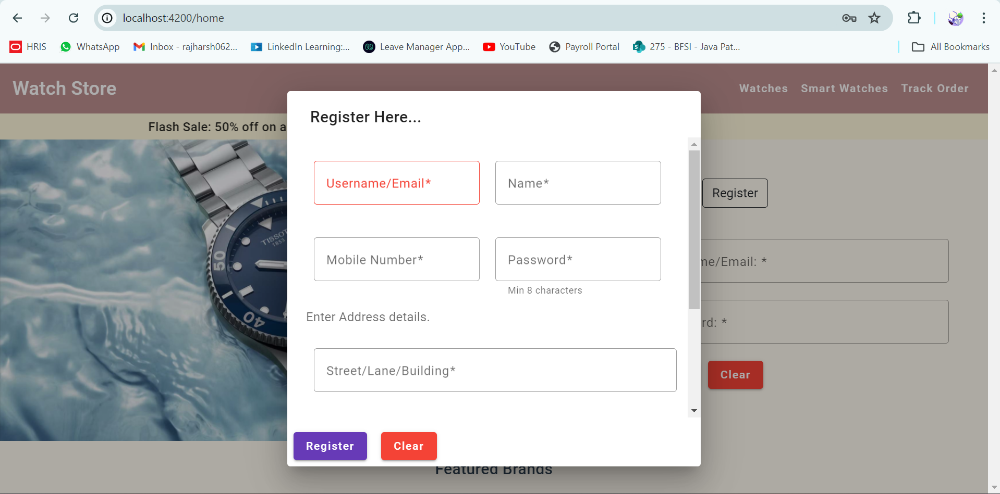 localhost:4200/home
HRIS WhatsApp Inbox - rajharsh062... LinkedIn Learning:... Leave Manager App... YouTube Payroll Portal 275 - BFSI - Java Pat... All Bookmarks
Watch Store Watches Smart Watches Track Order
Flash Sale: 50% off on a
Register Here...
Username/Email* Name*
Register
Mobile Number* Password*
me/Email: *
Min 8 characters
Enter Address details.
rd: *
Street/Lane/Building*
Clear
Register Clear
Featured Brands
TISSOT
1853
50
40